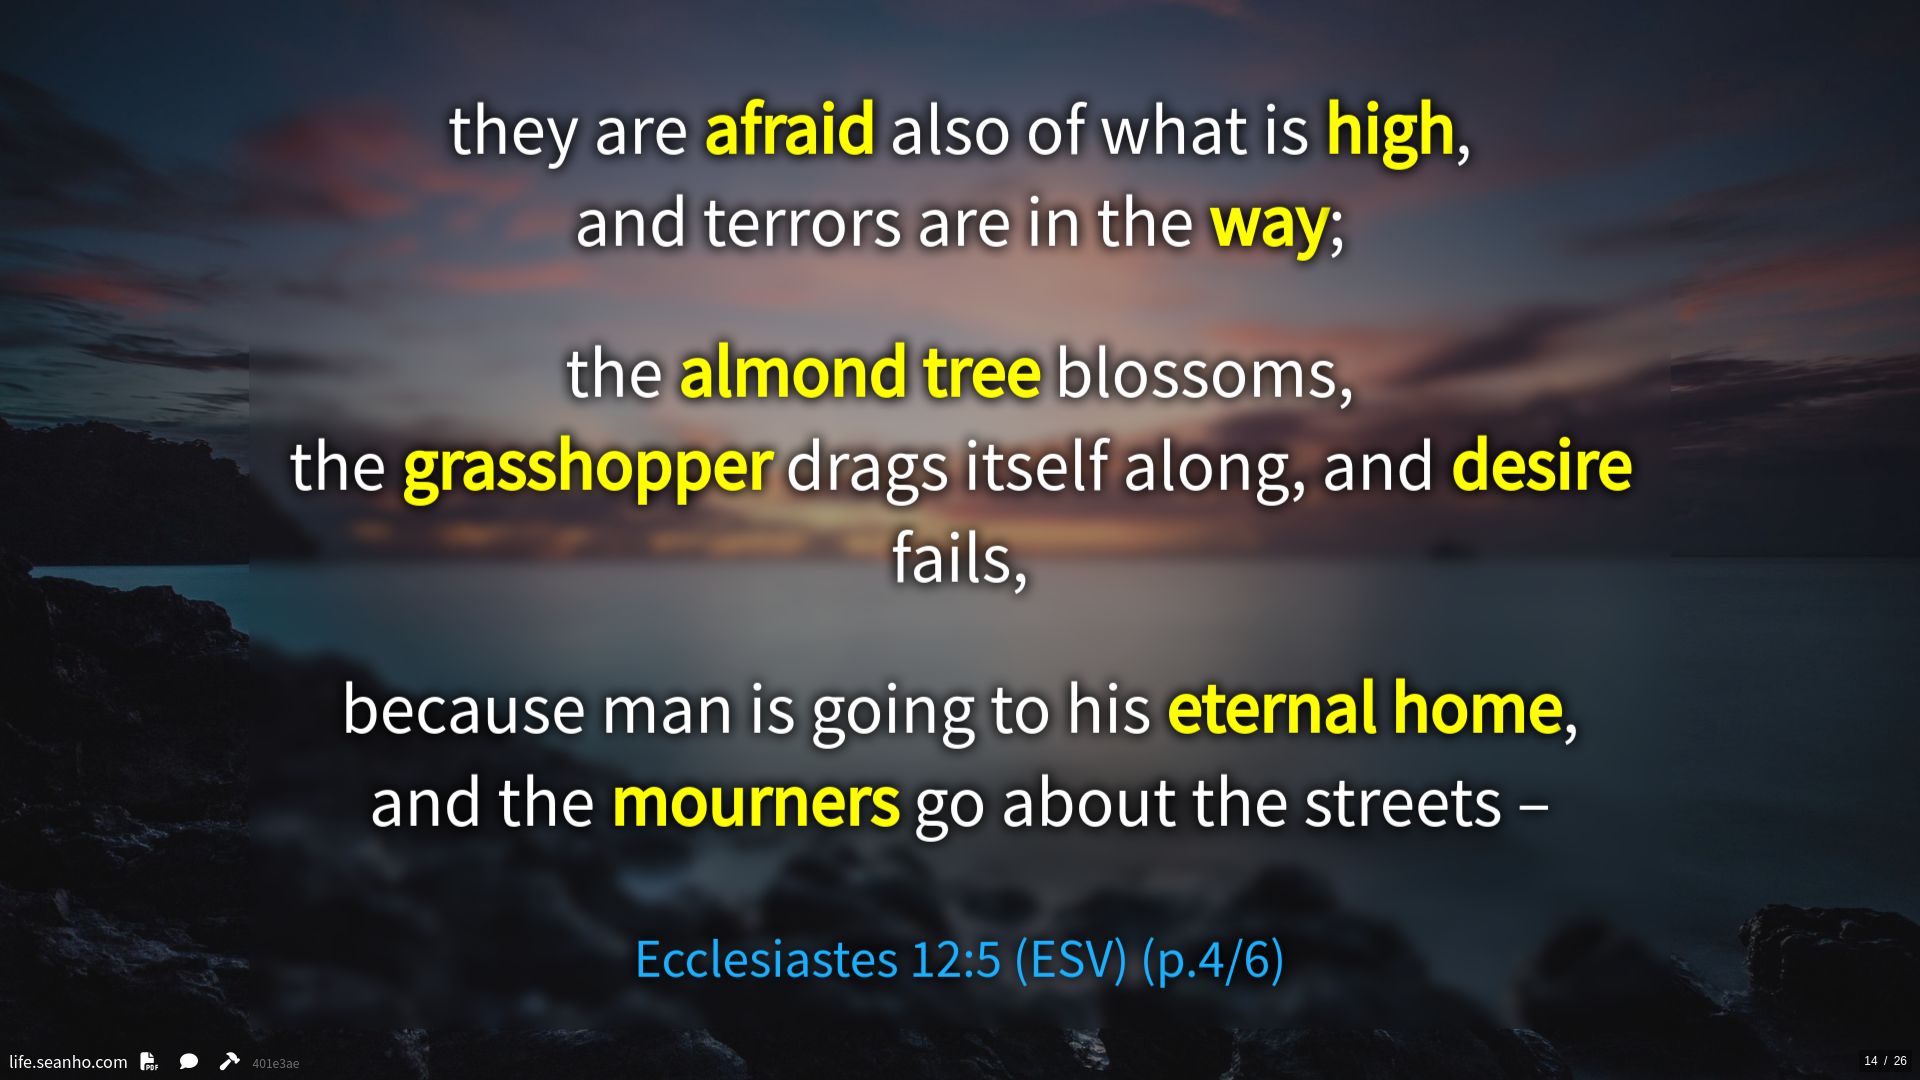 they are afraid also of what is high,
and terrors are in the way;
the almond tree blossoms,
the grasshopper drags itself along, and desire
fails,
because man is going to his eternal home,
and the mourners go about the streets –
Ecclesiastes 12:5 (ESV) (p.4/6)
life.seanho.com PDF 401e3ae
14 / 26